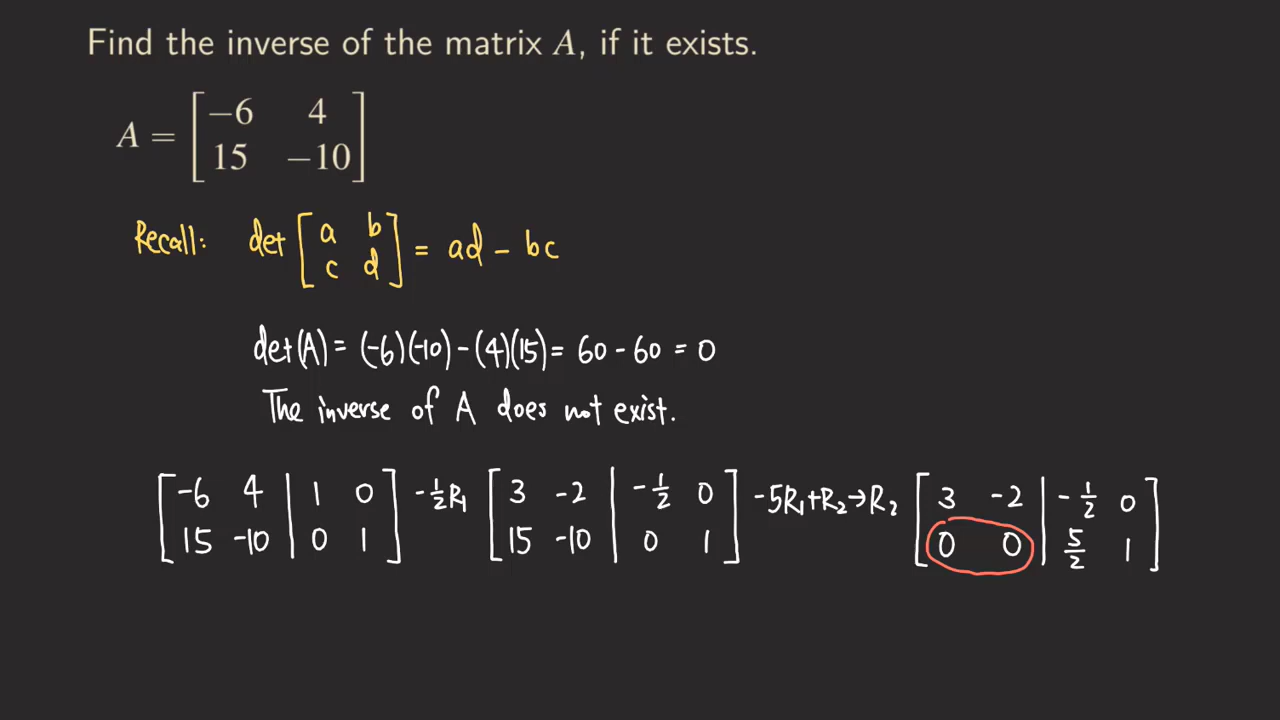 Find the inverse of the matrix A, if it exists.
A = [ −6 4
15 −10 ]
Recall: det [ a b
c d ] = ad - bc
det(A) = (-6)(-10) - (4)(15) = 60 - 60 = 0
The inverse of A does not exist.
[ -6 4 | 1 0 ] -1/2 R₁ [ 3 -2 | -1/2 0 ] -5R₁+R₂→R₂ [ 3 -2 | -1/2 0 ]
[ 15 -10 | 0 1 ] [ 15 -10 | 0 1 ] [ 0 0 | 5/2 1 ]